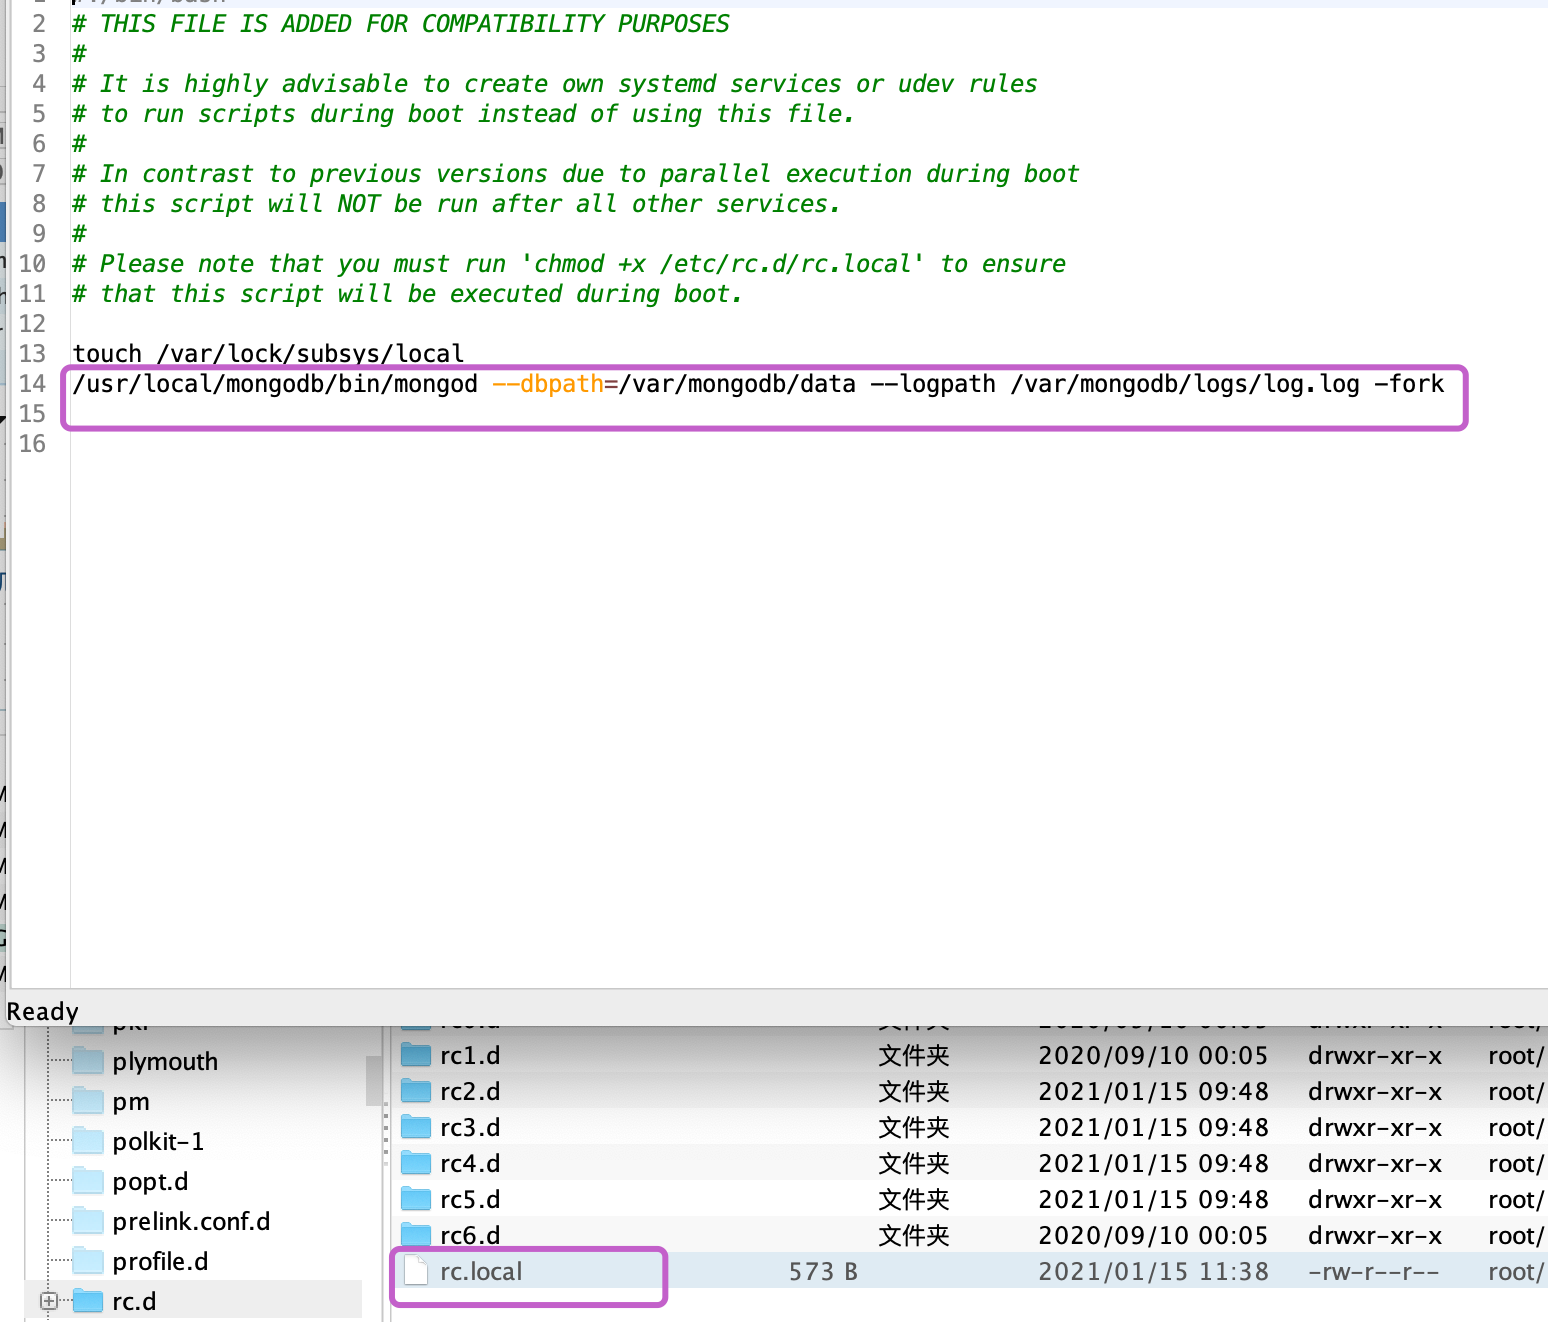 2 # THIS FILE IS ADDED FOR COMPATIBILITY PURPOSES
3 #
4 # It is highly advisable to create own systemd services or udev rules
5 # to run scripts during boot instead of using this file.
6 #
7 # In contrast to previous versions due to parallel execution during boot
8 # this script will NOT be run after all other services.
9 #
10 # Please note that you must run 'chmod +x /etc/rc.d/rc.local' to ensure
11 # that this script will be executed during boot.
12
13 touch /var/lock/subsys/local
14 /usr/local/mongodb/bin/mongod --dbpath=/var/mongodb/data --logpath /var/mongodb/logs/log.log -fork
15
16
Ready
plymouth
pm
polkit-1
popt.d
prelink.conf.d
profile.d
rc.d
rc1.d 文件夹 2020/09/10 00:05 drwxr-xr-x root/
rc2.d 文件夹 2021/01/15 09:48 drwxr-xr-x root/
rc3.d 文件夹 2021/01/15 09:48 drwxr-xr-x root/
rc4.d 文件夹 2021/01/15 09:48 drwxr-xr-x root/
rc5.d 文件夹 2021/01/15 09:48 drwxr-xr-x root/
rc6.d 文件夹 2020/09/10 00:05 drwxr-xr-x root/
rc.local 573 B 2021/01/15 11:38 -rw-r--r-- root/